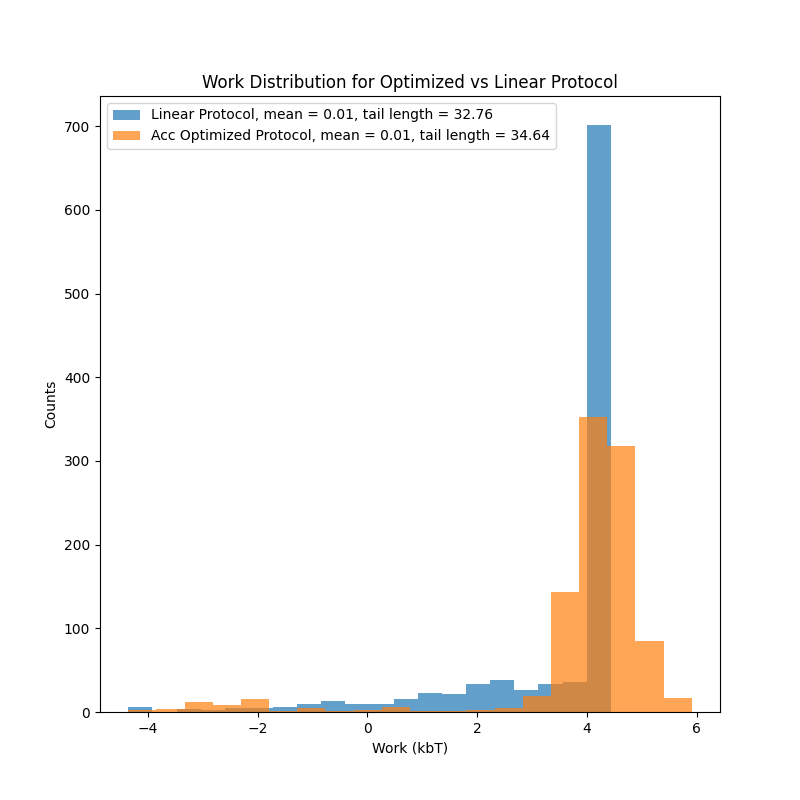 Work Distribution for Optimized vs Linear Protocol
Linear Protocol, mean = 0.01, tail length = 32.76
Acc Optimized Protocol, mean = 0.01, tail length = 34.64
Counts
700
600
500
400
300
200
100
0
−4 −2 0 2 4 6
Work (kbT)